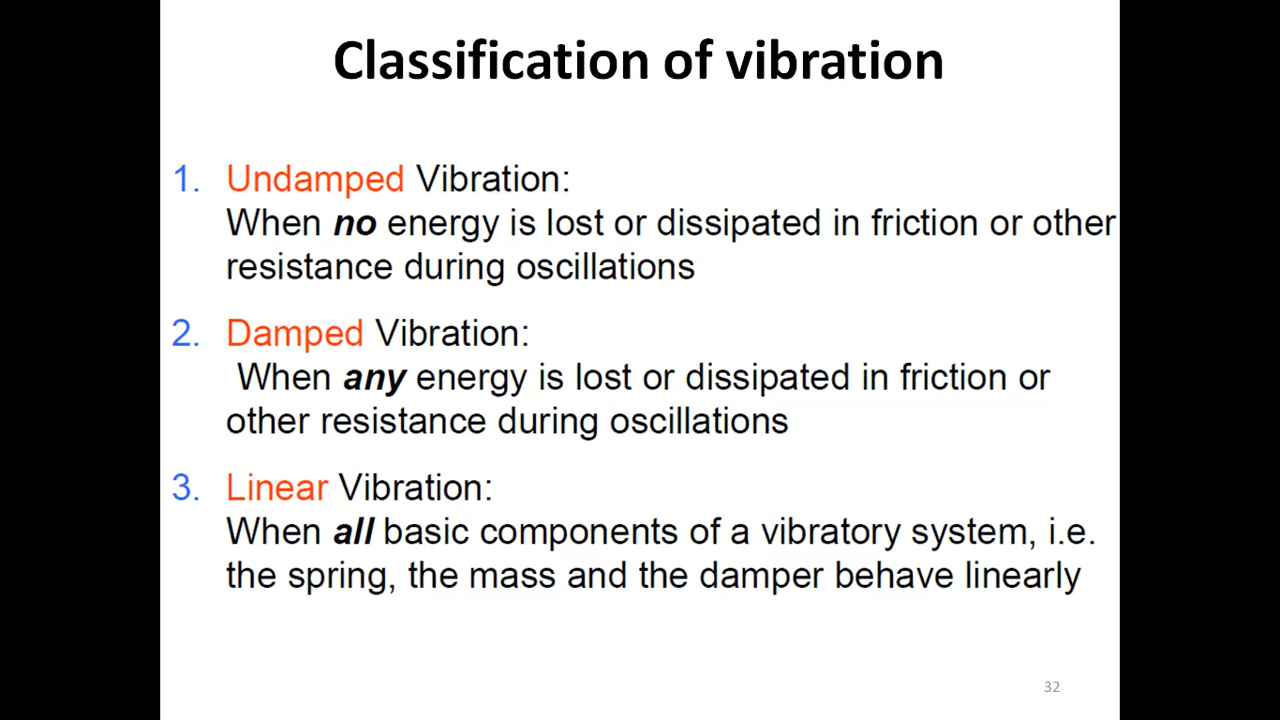 Classification of vibration
1. Undamped Vibration:
When no energy is lost or dissipated in friction or other
resistance during oscillations
2. Damped Vibration:
When any energy is lost or dissipated in friction or
other resistance during oscillations
3. Linear Vibration:
When all basic components of a vibratory system, i.e.
the spring, the mass and the damper behave linearly
32